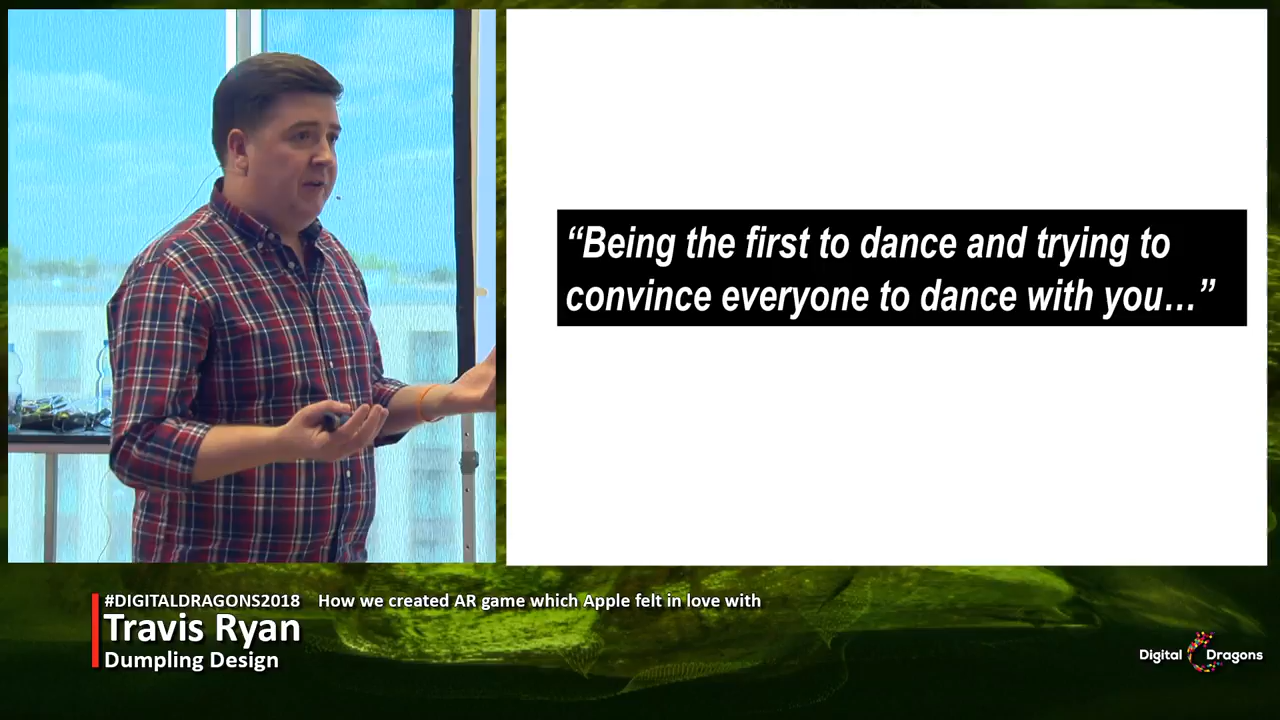 “Being the first to dance and trying to
convince everyone to dance with you...”
#DIGITALDRAGONS2018 How we created AR game which Apple felt in love with
Travis Ryan
Dumpling Design
Digital Dragons